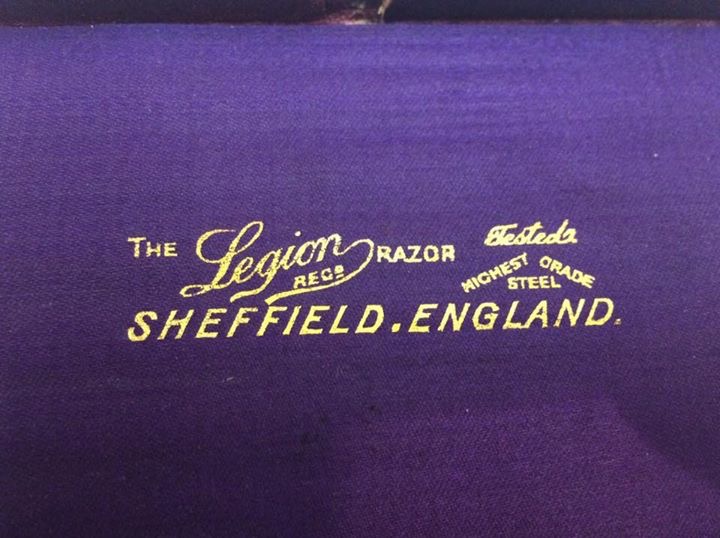 THE Legion REGD RAZOR
Tested
HIGHEST GRADE
STEEL
SHEFFIELD. ENGLAND.